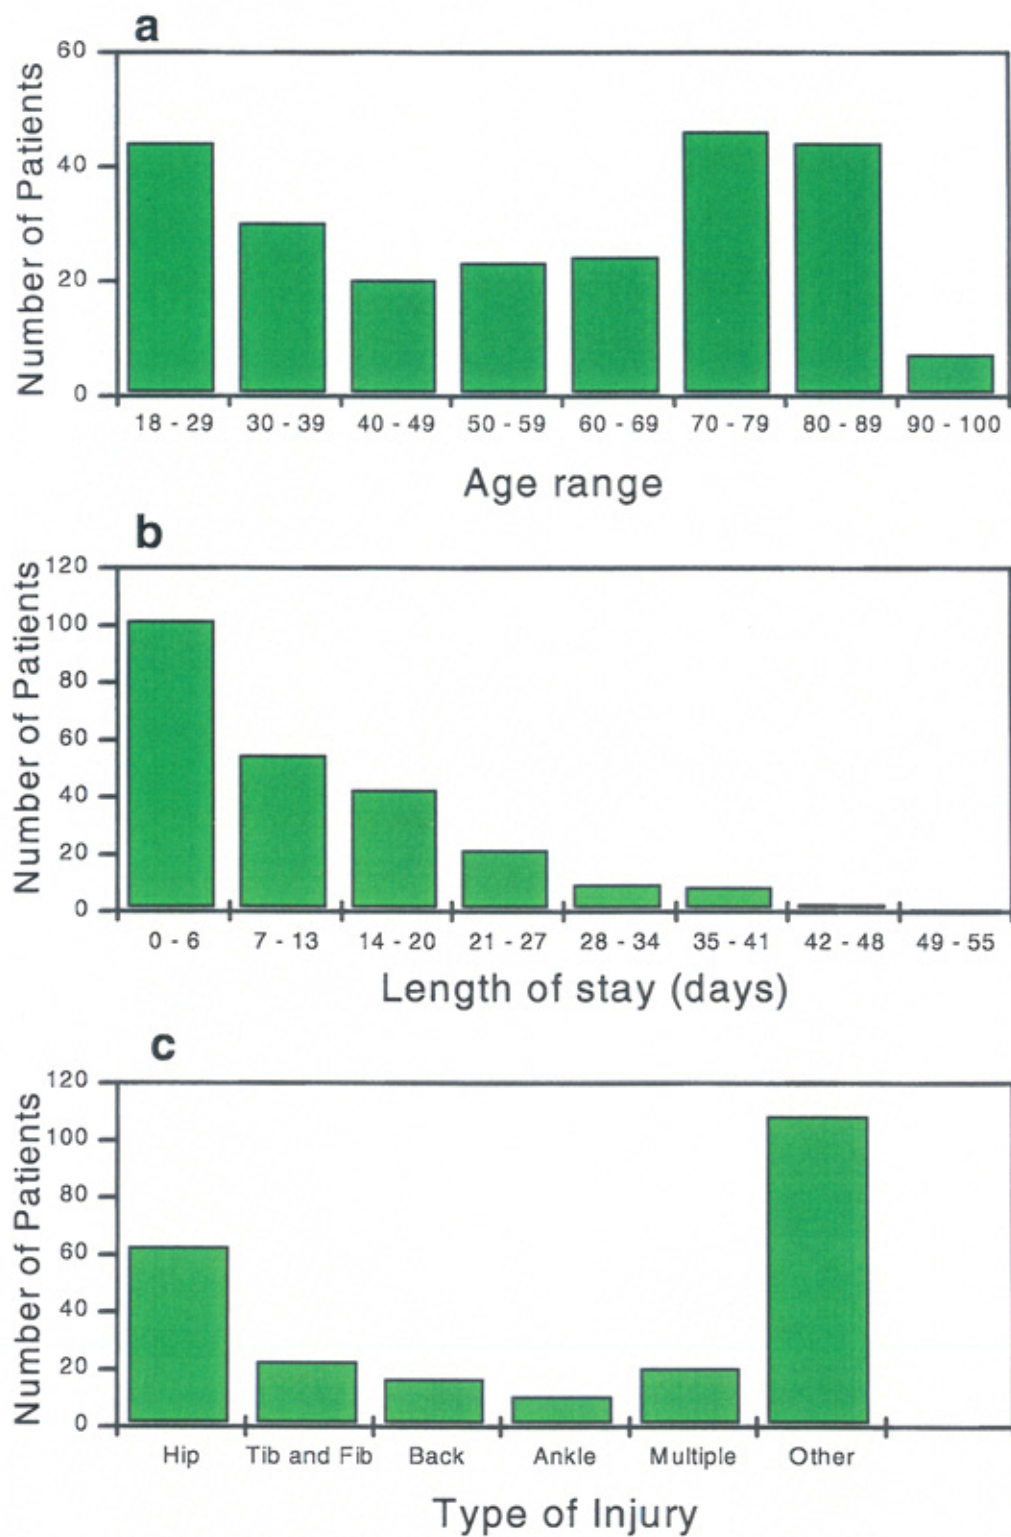 a
Number of Patients
60
40
20
0
18 - 29 30 - 39 40 - 49 50 - 59 60 - 69 70 - 79 80 - 89 90 - 100
Age range
b
Number of Patients
120
100
80
60
40
20
0
0 - 6 7 - 13 14 - 20 21 - 27 28 - 34 35 - 41 42 - 48 49 - 55
Length of stay (days)
c
Number of Patients
120
100
80
60
40
20
0
Hip Tib and Fib Back Ankle Multiple Other
Type of Injury